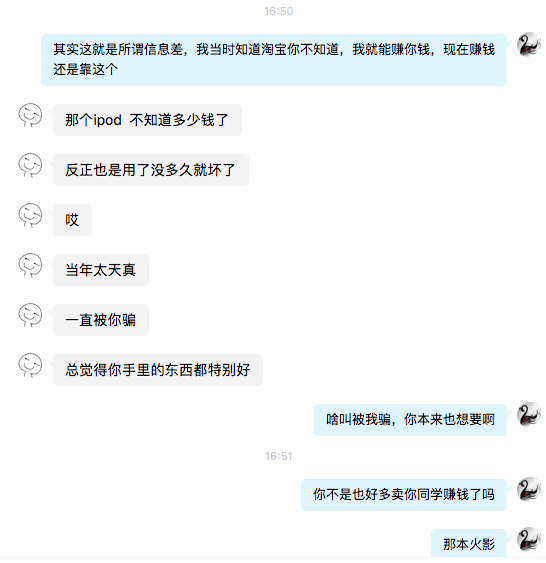 16:50
其实这就是所谓信息差，我当时知道淘宝你不知道，我就能赚你钱，现在赚钱
还是靠这个
那个ipod 不知道多少钱了
反正也是用了没多久就坏了
哎
当年太天真
一直被你骗
总觉得你手里的东西都特别好
啥叫被我骗，你本来也想要啊
16:51
你不是也好多卖你同学赚钱了吗
那本火影